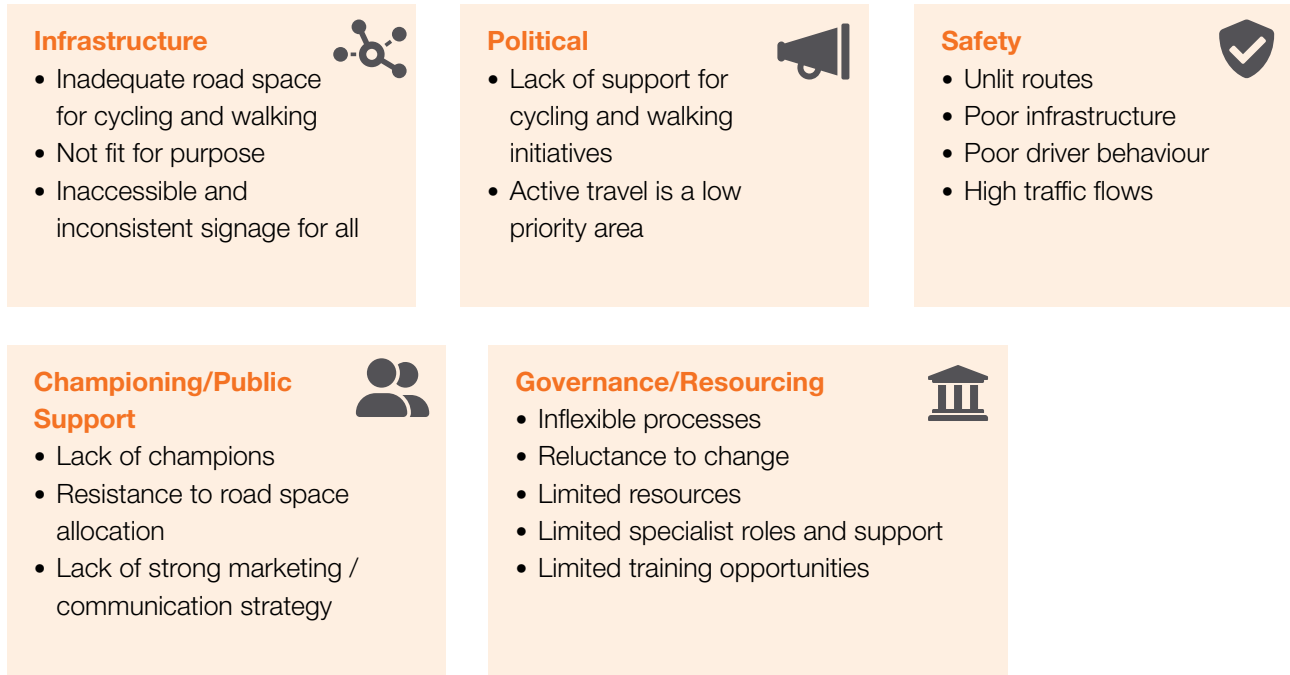 Infrastructure
• Inadequate road space
for cycling and walking
• Not fit for purpose
• Inaccessible and
inconsistent signage for all
Political
• Lack of support for
cycling and walking
initiatives
• Active travel is a low
priority area
Safety
• Unlit routes
• Poor infrastructure
• Poor driver behaviour
• High traffic flows
Championing/Public
Support
• Lack of champions
• Resistance to road space
allocation
• Lack of strong marketing /
communication strategy
Governance/Resourcing
• Inflexible processes
• Reluctance to change
• Limited resources
• Limited specialist roles and support
• Limited training opportunities